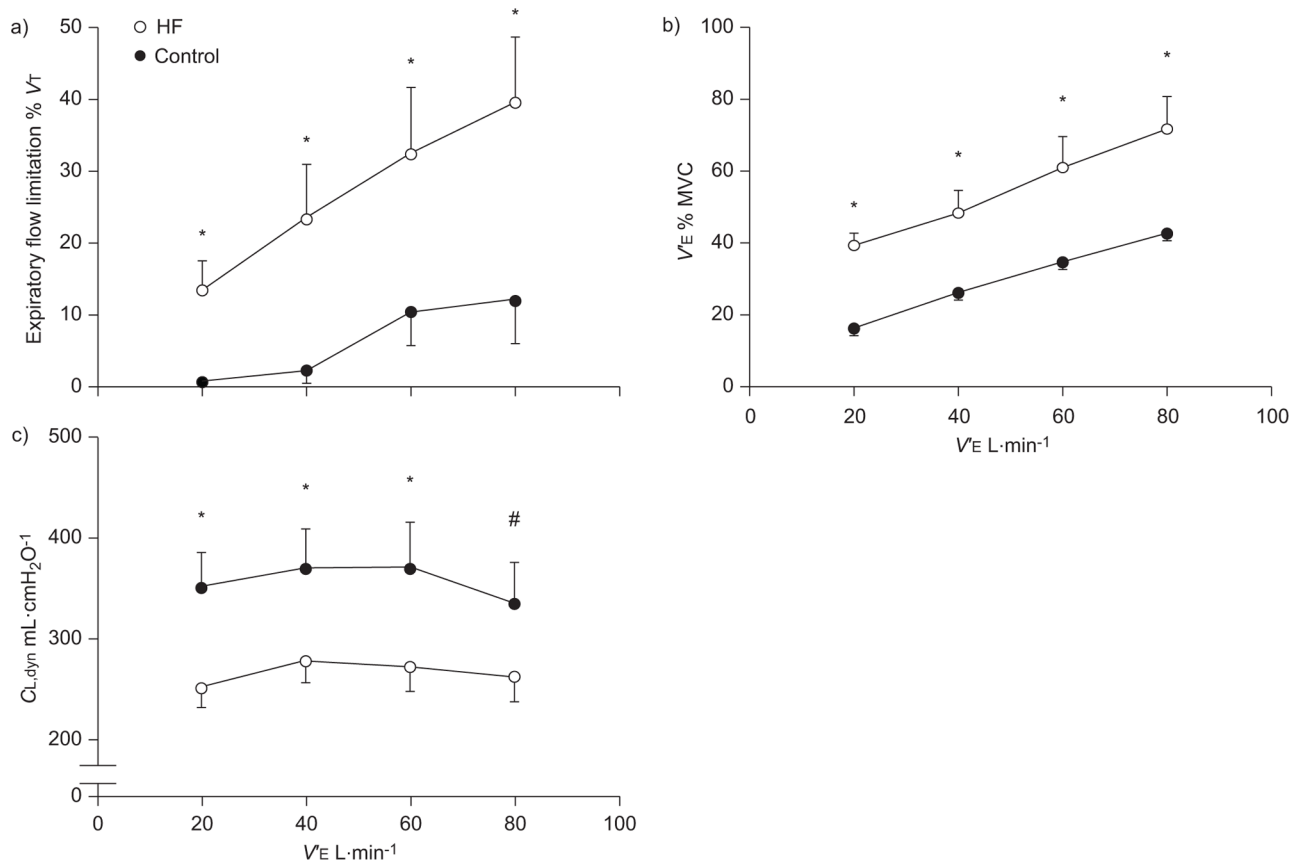 a)
HF
Control
50
40
30
20
10
0
Expiratory flow limitation % VT
*
*
*
*
b)
100
80
60
40
20
0
V'E % MVC
*
*
*
*
0 20 40 60 80 100
V'E L·min-1
c)
500
400
300
200
0
CL,dyn mL·cmH2O-1
*
*
*
#
0 20 40 60 80 100
V'E L·min-1